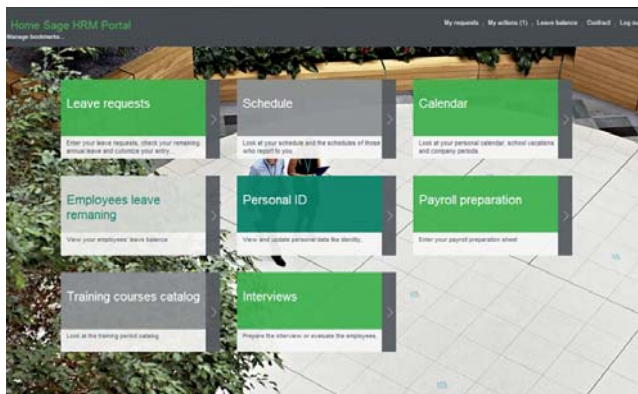 Home Sage HRM Portal
My requests | My actions (1) | Leave balance | Contract | Log ou
Manage bookmarks...
Leave requests
Enter your leave requests, check your remaining
annual leave and cutomize your entry...
Schedule
Look at your schedule and the schedules of those
who report to you
Calendar
Look at your personal calendar, school vacations
and company periods.
Employees leave
remaning
View your employees' leave balance
Personal ID
View and update personal data like identity,
Payroll preparation
Enter your payroll preparation sheet
Training courses catalog
Look at the training period catalog
Interviews
Prepare the interview or evaluate the employees,